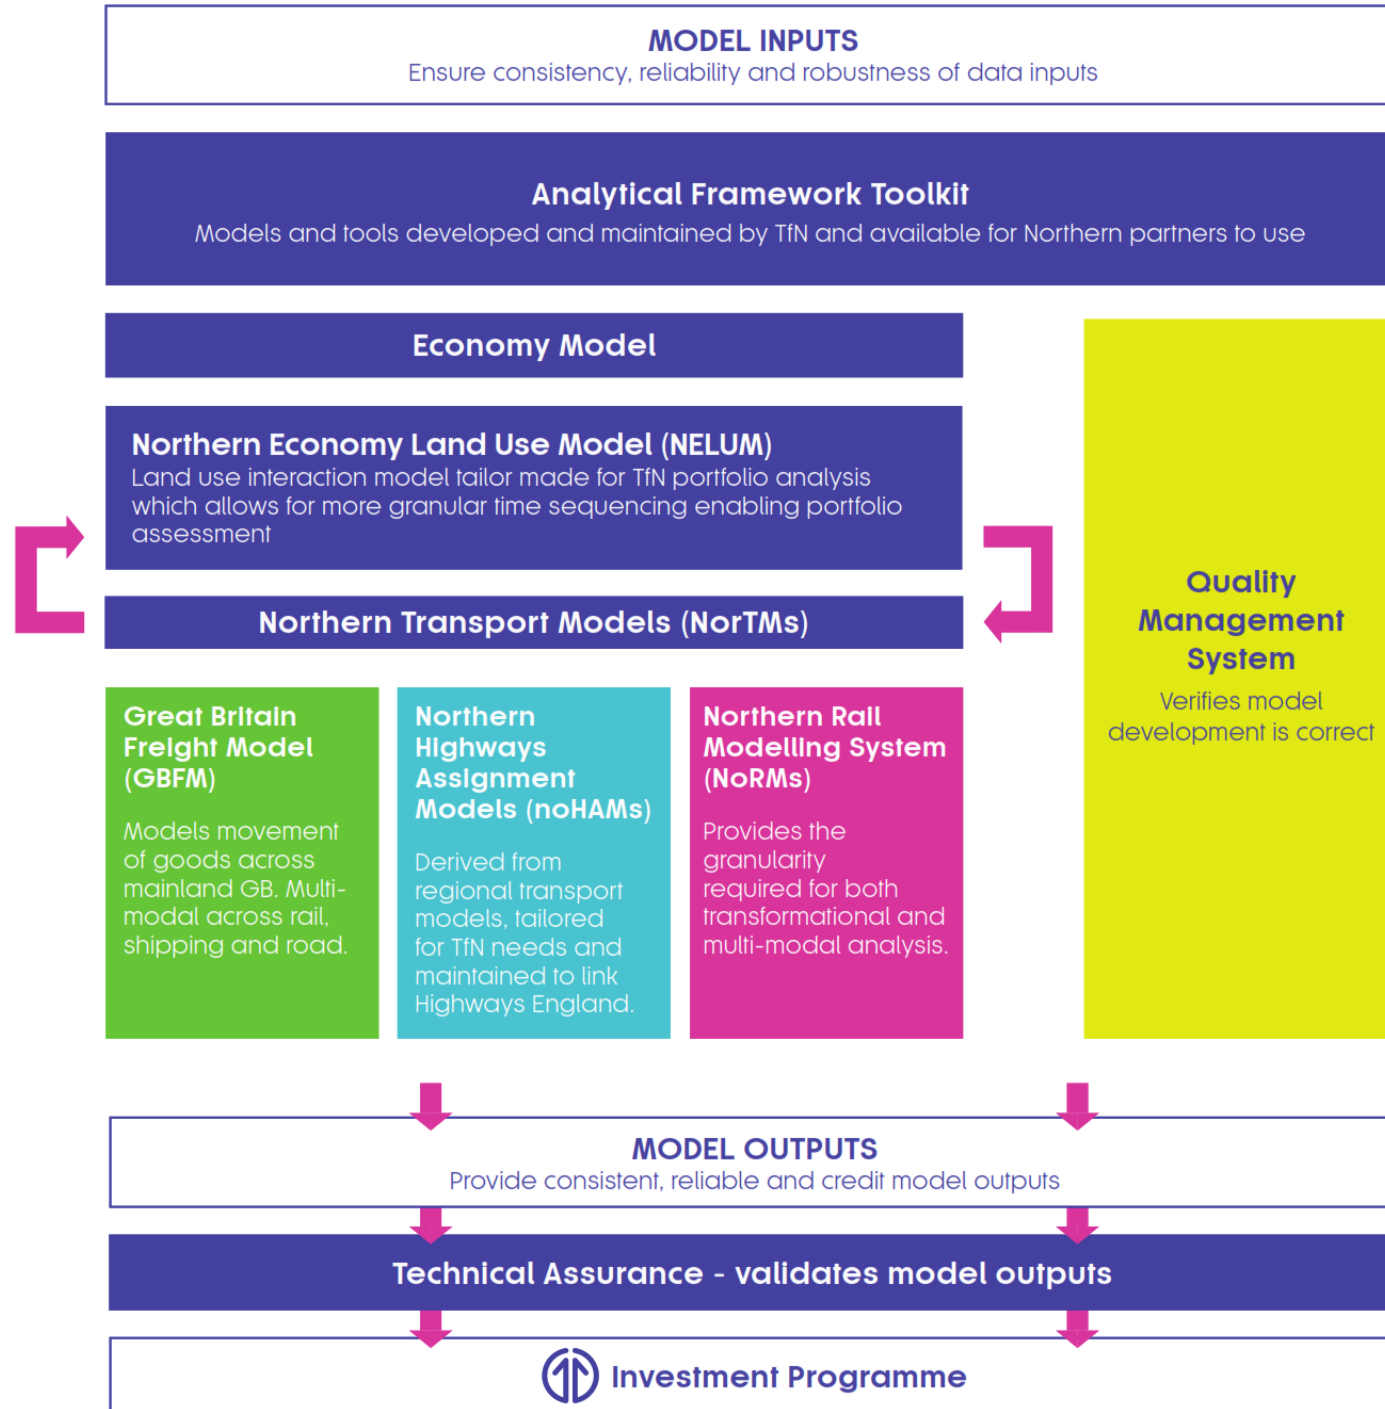 MODEL INPUTS
Ensure consistency, reliability and robustness of data inputs
Analytical Framework Toolkit
Models and tools developed and maintained by TfN and available for Northern partners to use
Economy Model
Northern Economy Land Use Model (NELUM)
Land use interaction model tailor made for TfN portfolio analysis
which allows for more granular time sequencing enabling portfolio
assessment
Northern Transport Models (NorTMs)
Great Britain
Freight Model
(GBFM)
Models movement
of goods across
mainland GB. Multi-
modal across rail,
shipping and road.
Northern
Highways
Assignment
Models (noHAMs)
Derived from
regional transport
models, tailored
for TfN needs and
maintained to link
Highways England.
Northern Rail
Modelling System
(NoRMs)
Provides the
granularity
required for both
transformational and
multi-modal analysis.
Quality
Management
System
Verifies model
development is correct
MODEL OUTPUTS
Provide consistent, reliable and credit model outputs
Technical Assurance - validates model outputs
Investment Programme